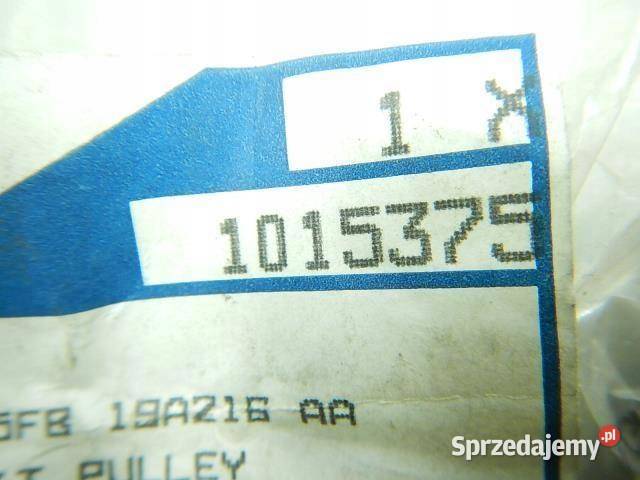 1 X
1015375
6FB 19A216 AA
PULLEY
Sprzedajemy.pl